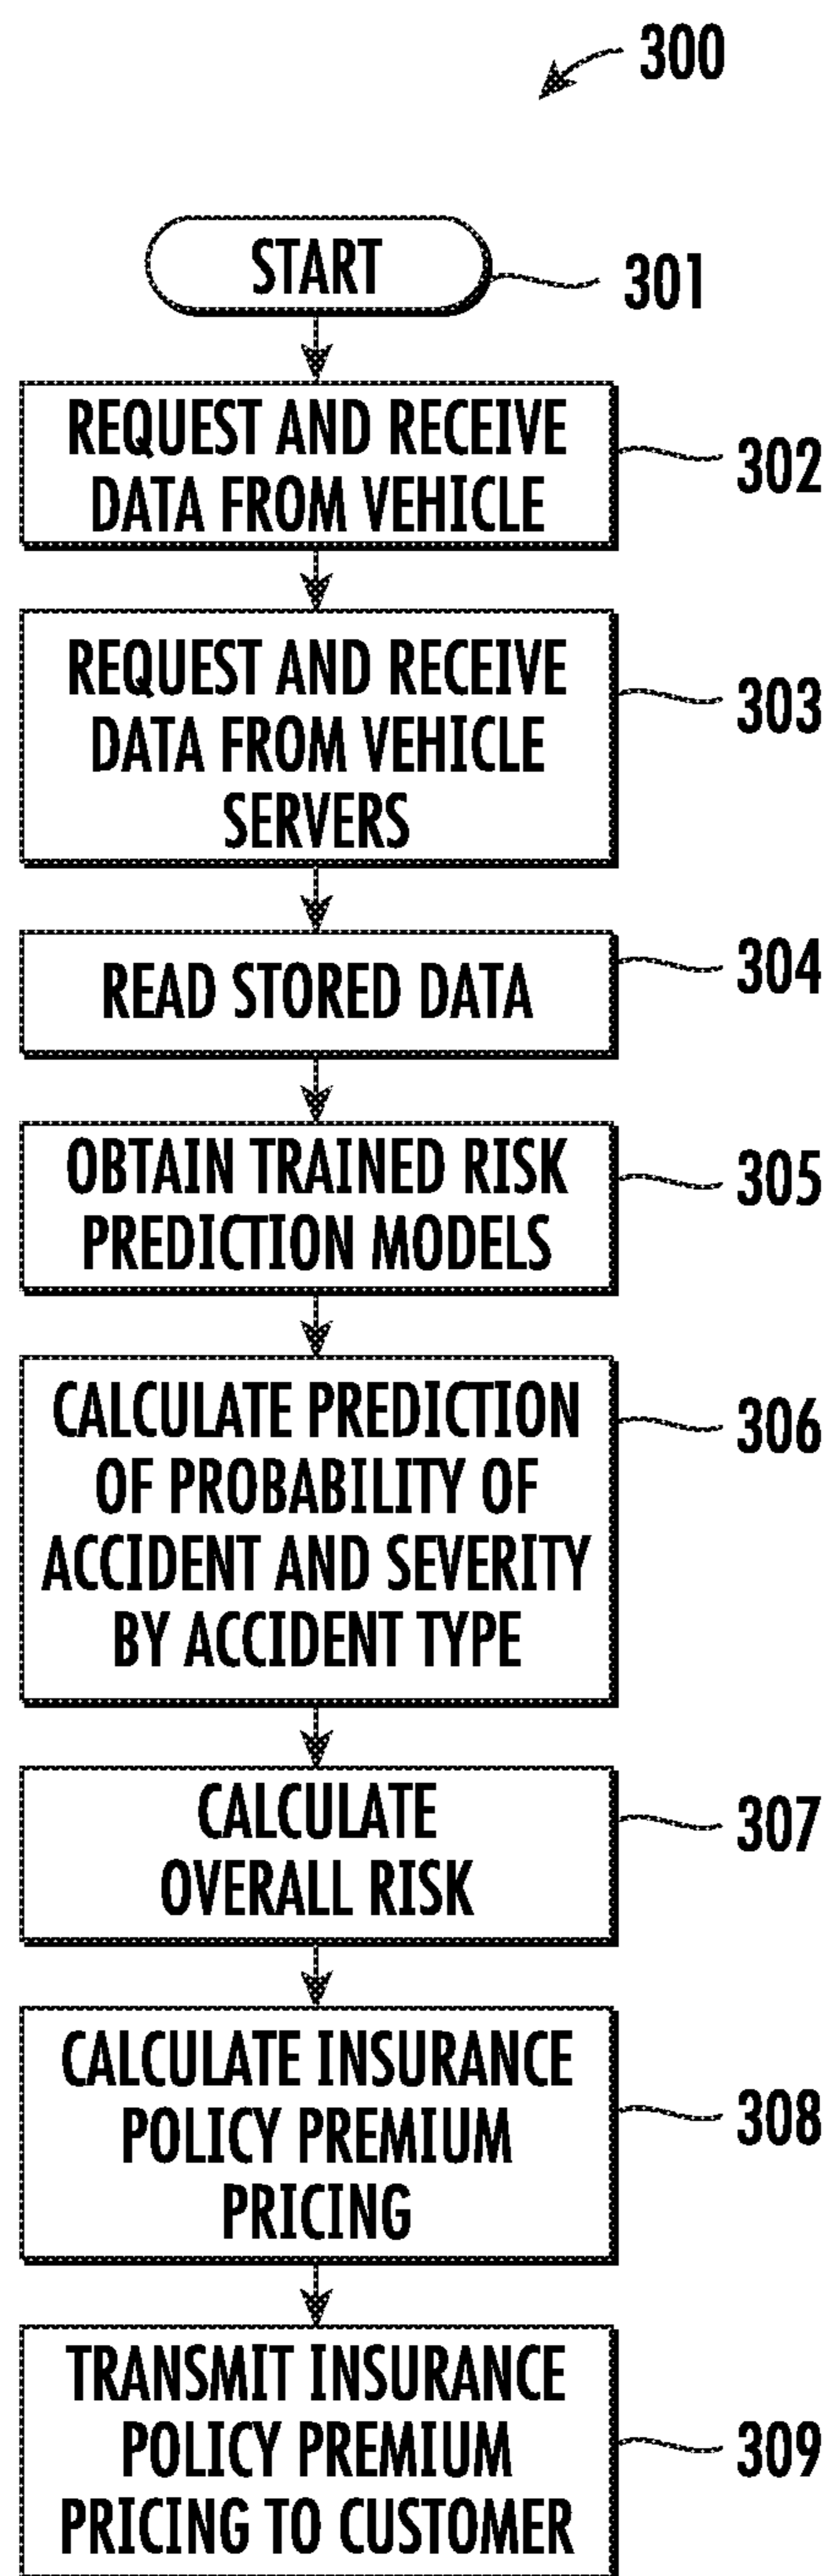 300
START
301
REQUEST AND RECEIVE
DATA FROM VEHICLE
302
REQUEST AND RECEIVE
DATA FROM VEHICLE
SERVERS
303
READ STORED DATA
304
OBTAIN TRAINED RISK
PREDICTION MODELS
305
CALCULATE PREDICTION
OF PROBABILITY OF
ACCIDENT AND SEVERITY
BY ACCIDENT TYPE
306
CALCULATE
OVERALL RISK
307
CALCULATE INSURANCE
POLICY PREMIUM
PRICING
308
TRANSMIT INSURANCE
POLICY PREMIUM
PRICING TO CUSTOMER
309